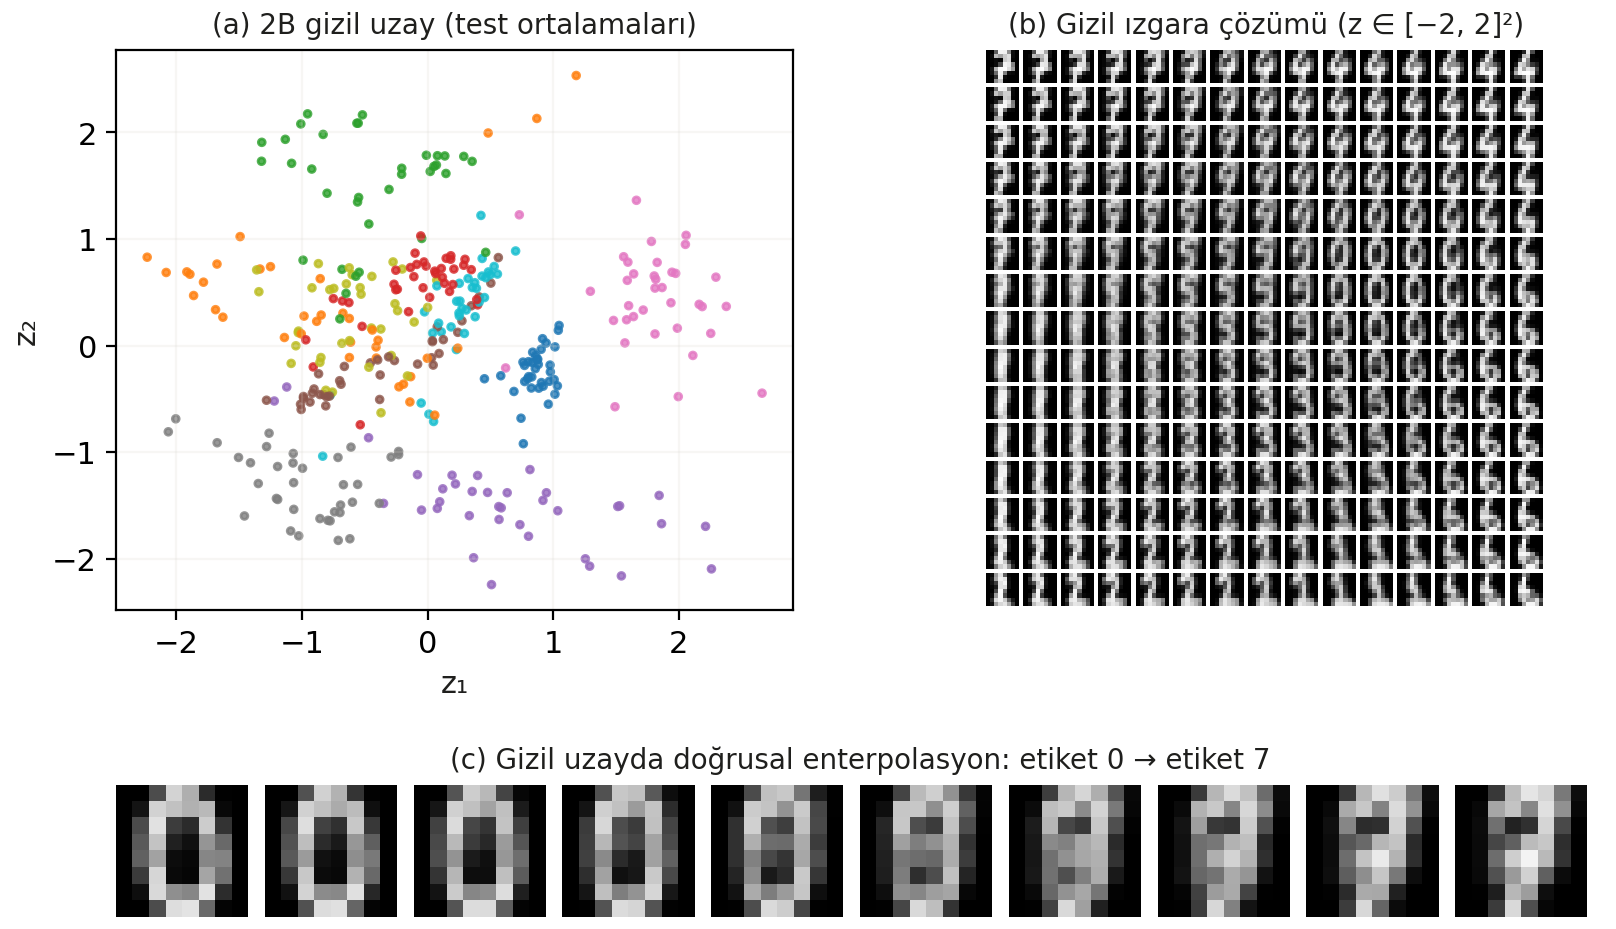 (a) 2B gizil uzay (test ortalamaları)
2
1
0
−1
−2
z₂
−2 −1 0 1 2
z₁
(b) Gizil ızgara çözümü (z ∈ [−2, 2]²)
(c) Gizil uzayda doğrusal enterpolasyon: etiket 0 → etiket 7